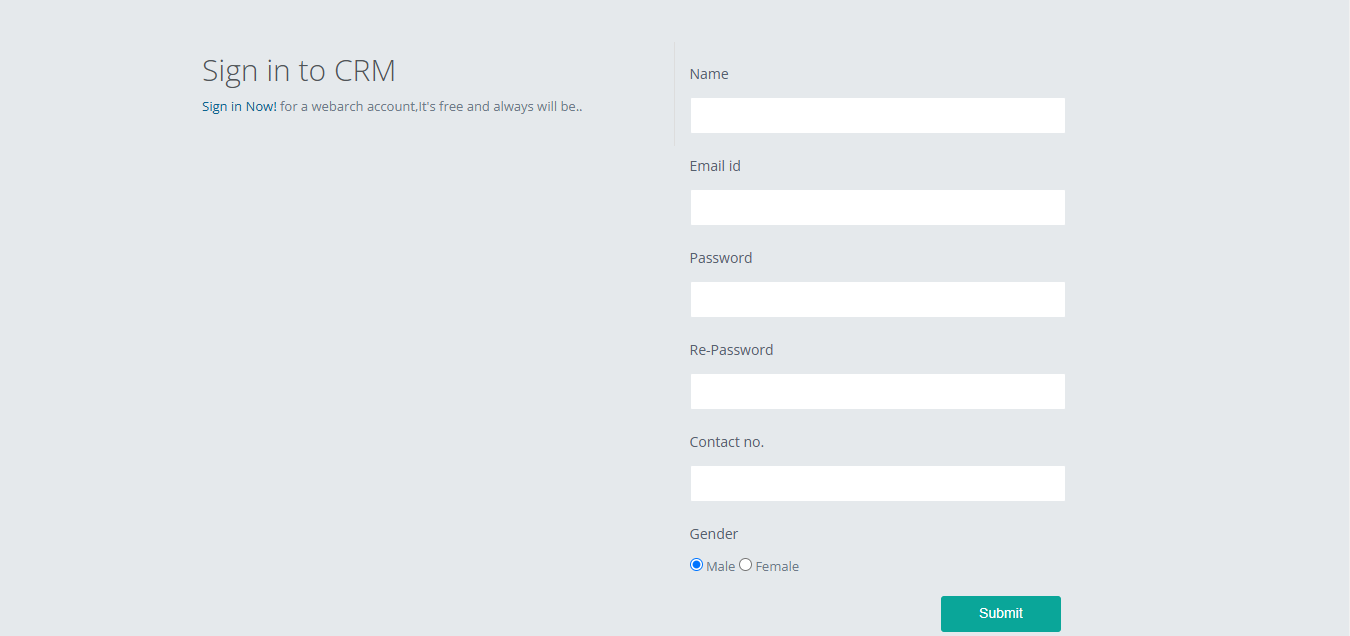 Sign in to CRM
Sign in Now! for a webarch account,It's free and always will be..
Name
Email id
Password
Re-Password
Contact no.
Gender
Male Female
Submit